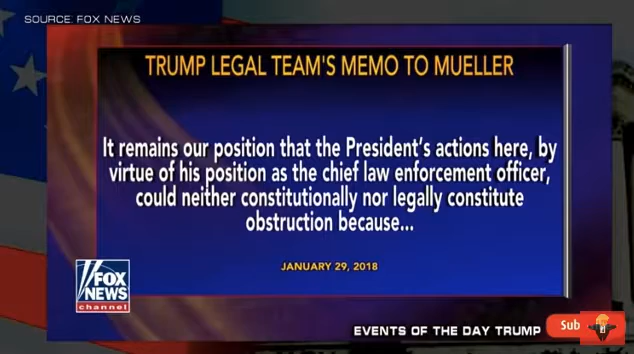 SOURCE: FOX NEWS
TRUMP LEGAL TEAM'S MEMO TO MUELLER
It remains our position that the President's actions here, by
virtue of his position as the chief law enforcement officer,
could neither constitutionally nor legally constitute
obstruction because...
JANUARY 29, 2018
FOX
NEWS
channel
EVENTS OF THE DAY TRUMP
Sub